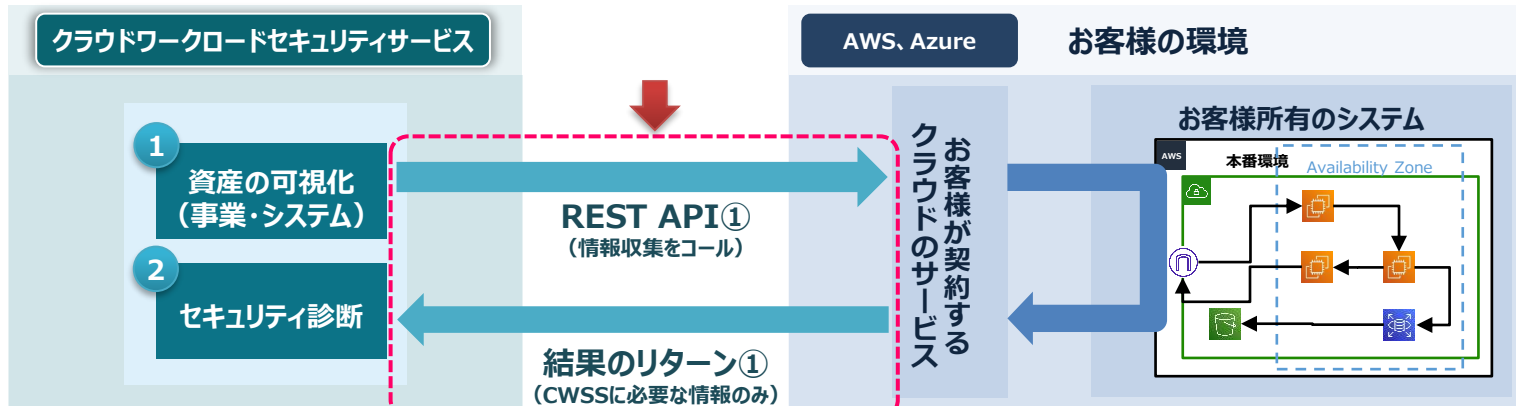 クラウドワークロードセキュリティサービス
AWS、Azure
お客様の環境
1
資産の可視化
（事業・システム）
2
セキュリティ診断
REST API①
（情報収集をコール）
結果のリターン①
（CWSSに必要な情報のみ）
お客様が契約する
クラウドのサービス
お客様所有のシステム
AWS
本番環境
Availability Zone